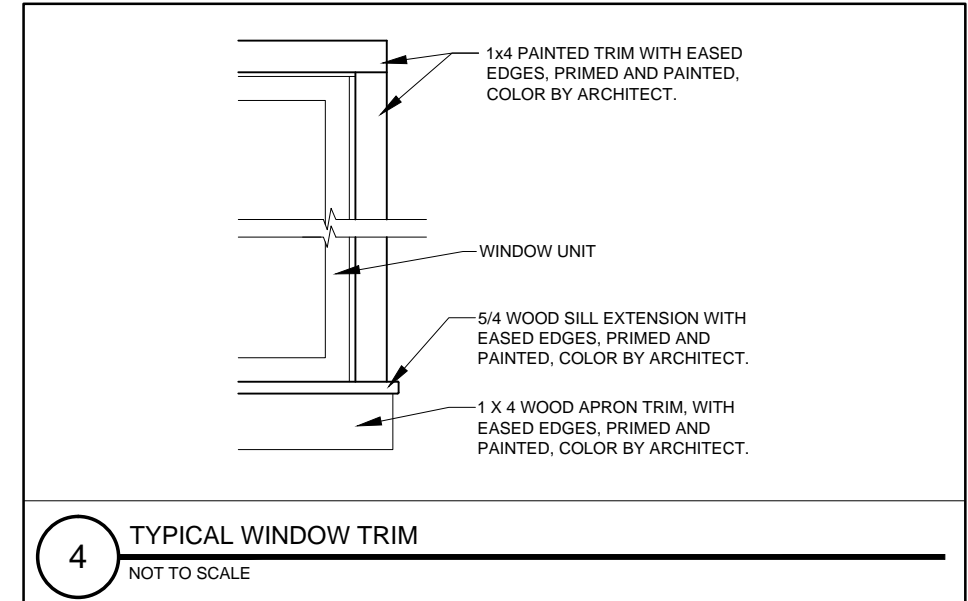 1x4 PAINTED TRIM WITH EASED
EDGES, PRIMED AND PAINTED,
COLOR BY ARCHITECT.
WINDOW UNIT
5/4 WOOD SILL EXTENSION WITH
EASED EDGES, PRIMED AND
PAINTED, COLOR BY ARCHITECT.
1 X 4 WOOD APRON TRIM, WITH
EASED EDGES, PRIMED AND
PAINTED, COLOR BY ARCHITECT.
4
TYPICAL WINDOW TRIM
NOT TO SCALE